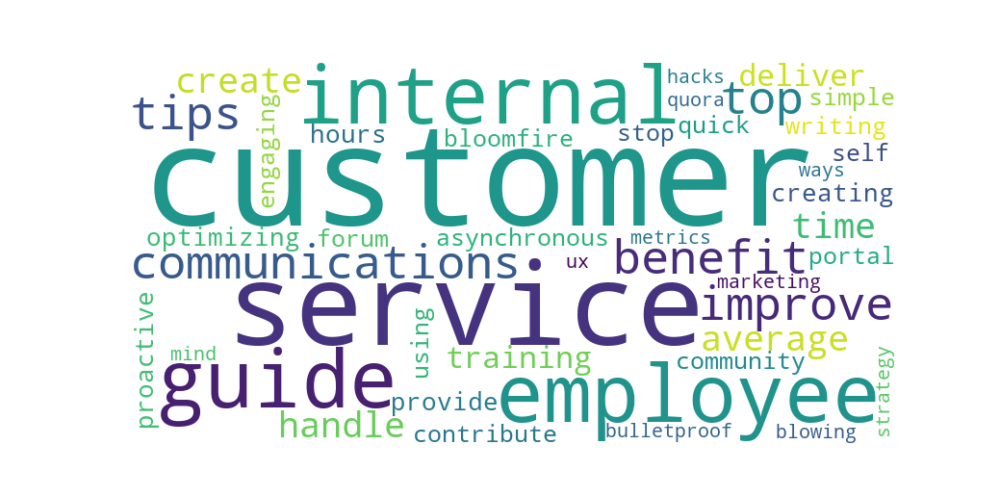 create
internal
hacks
deliver
tips
quora
top
simple
engaging
hours
bloomfire
stop
quick
writing
customer
self
ways
creating
optimizing
forum
asynchronous
metrics
time
communications
ux
benefit
portal
service
marketing
improve
proactive
mind
using
training
average
community
strategy
guide
provide
employee
handle
contribute
bulletproof
blowing